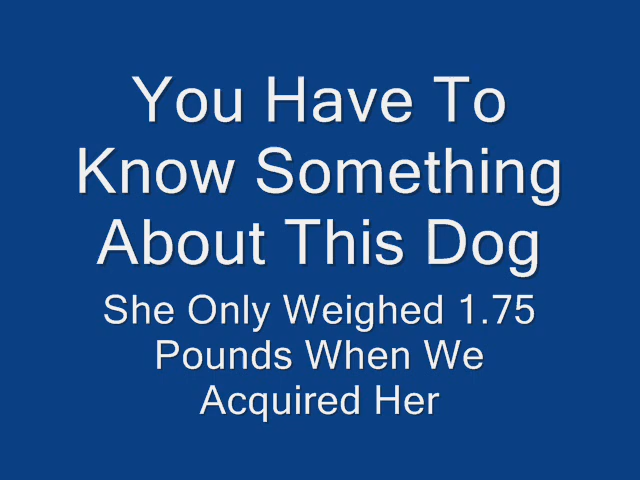 You Have To
Know Something
About This Dog
She Only Weighed 1.75
Pounds When We
Acquired Her